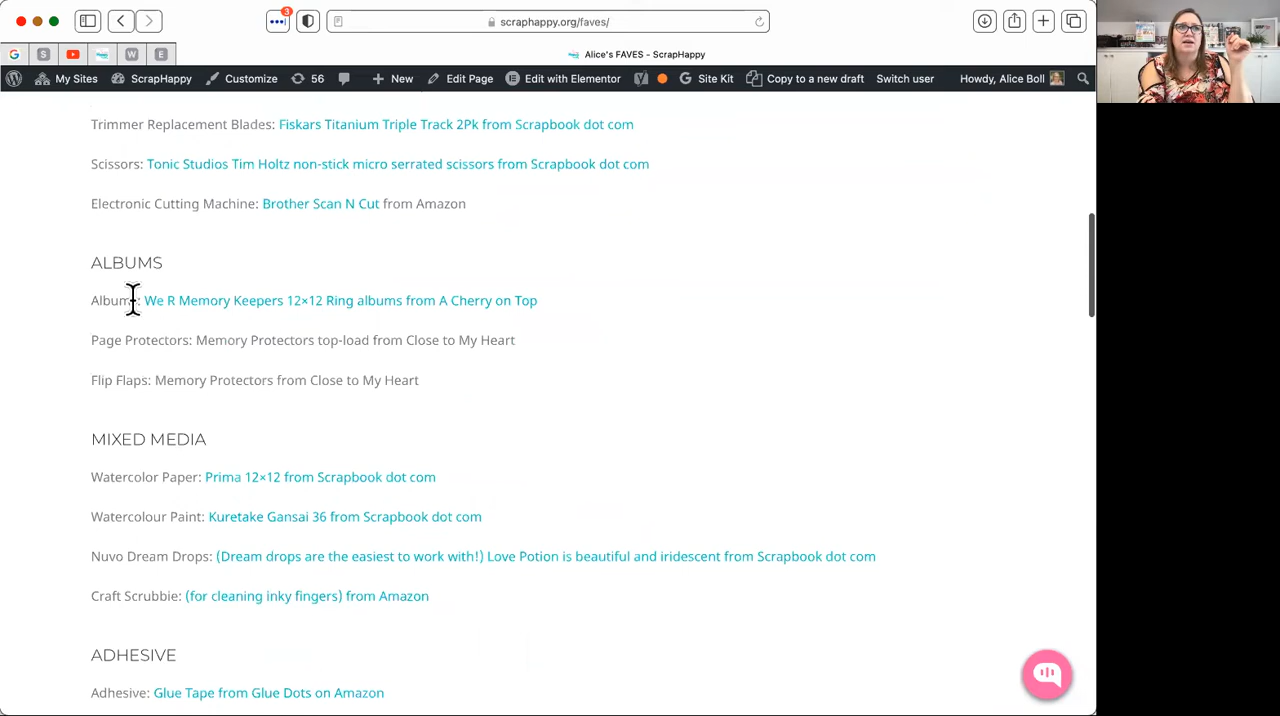 3
scraphappy.org/faves/
G S W E Alice's FAVES - ScrapHappy
My Sites ScrapHappy Customize 56 New Edit Page Edit with Elementor Site Kit Copy to a new draft Switch user Howdy, Alice Boll
Trimmer Replacement Blades: Fiskars Titanium Triple Track 2Pk from Scrapbook dot com
Scissors: Tonic Studios Tim Holtz non-stick micro serrated scissors from Scrapbook dot com
Electronic Cutting Machine: Brother Scan N Cut from Amazon
ALBUMS
Albums: We R Memory Keepers 12×12 Ring albums from A Cherry on Top
Page Protectors: Memory Protectors top-load from Close to My Heart
Flip Flaps: Memory Protectors from Close to My Heart
MIXED MEDIA
Watercolor Paper: Prima 12×12 from Scrapbook dot com
Watercolour Paint: Kuretake Gansai 36 from Scrapbook dot com
Nuvo Dream Drops: (Dream drops are the easiest to work with!) Love Potion is beautiful and iridescent from Scrapbook dot com
Craft Scrubbie: (for cleaning inky fingers) from Amazon
ADHESIVE
Adhesive: Glue Tape from Glue Dots on Amazon